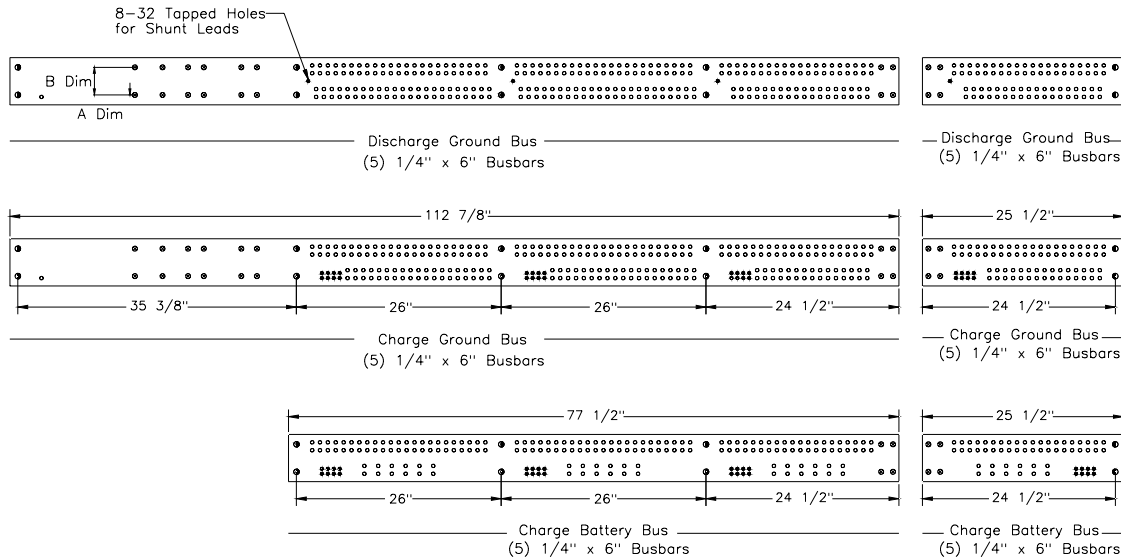 8-32 Tapped Holes
for Shunt Leads
B Dim
A Dim
Discharge Ground Bus
(5) 1/4" x 6" Busbars
Discharge Ground Bus
(5) 1/4" x 6" Busbars
112 7/8"
25 1/2"
35 3/8"
26"
26"
24 1/2"
24 1/2"
Charge Ground Bus
(5) 1/4" x 6" Busbars
Charge Ground Bus
(5) 1/4" x 6" Busbars
77 1/2"
25 1/2"
26"
26"
24 1/2"
24 1/2"
Charge Battery Bus
(5) 1/4" x 6" Busbars
Charge Battery Bus
(5) 1/4" x 6" Busbars